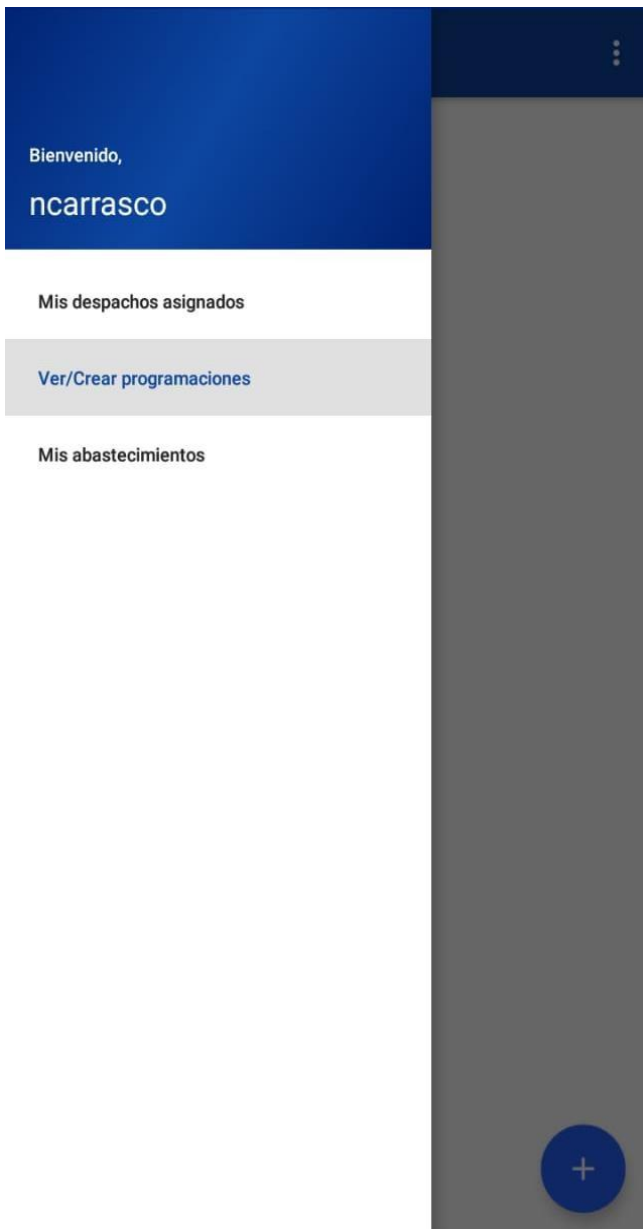 Bienvenido,
ncarrasco
Mis despachos asignados
Ver/Crear programaciones
Mis abastecimientos